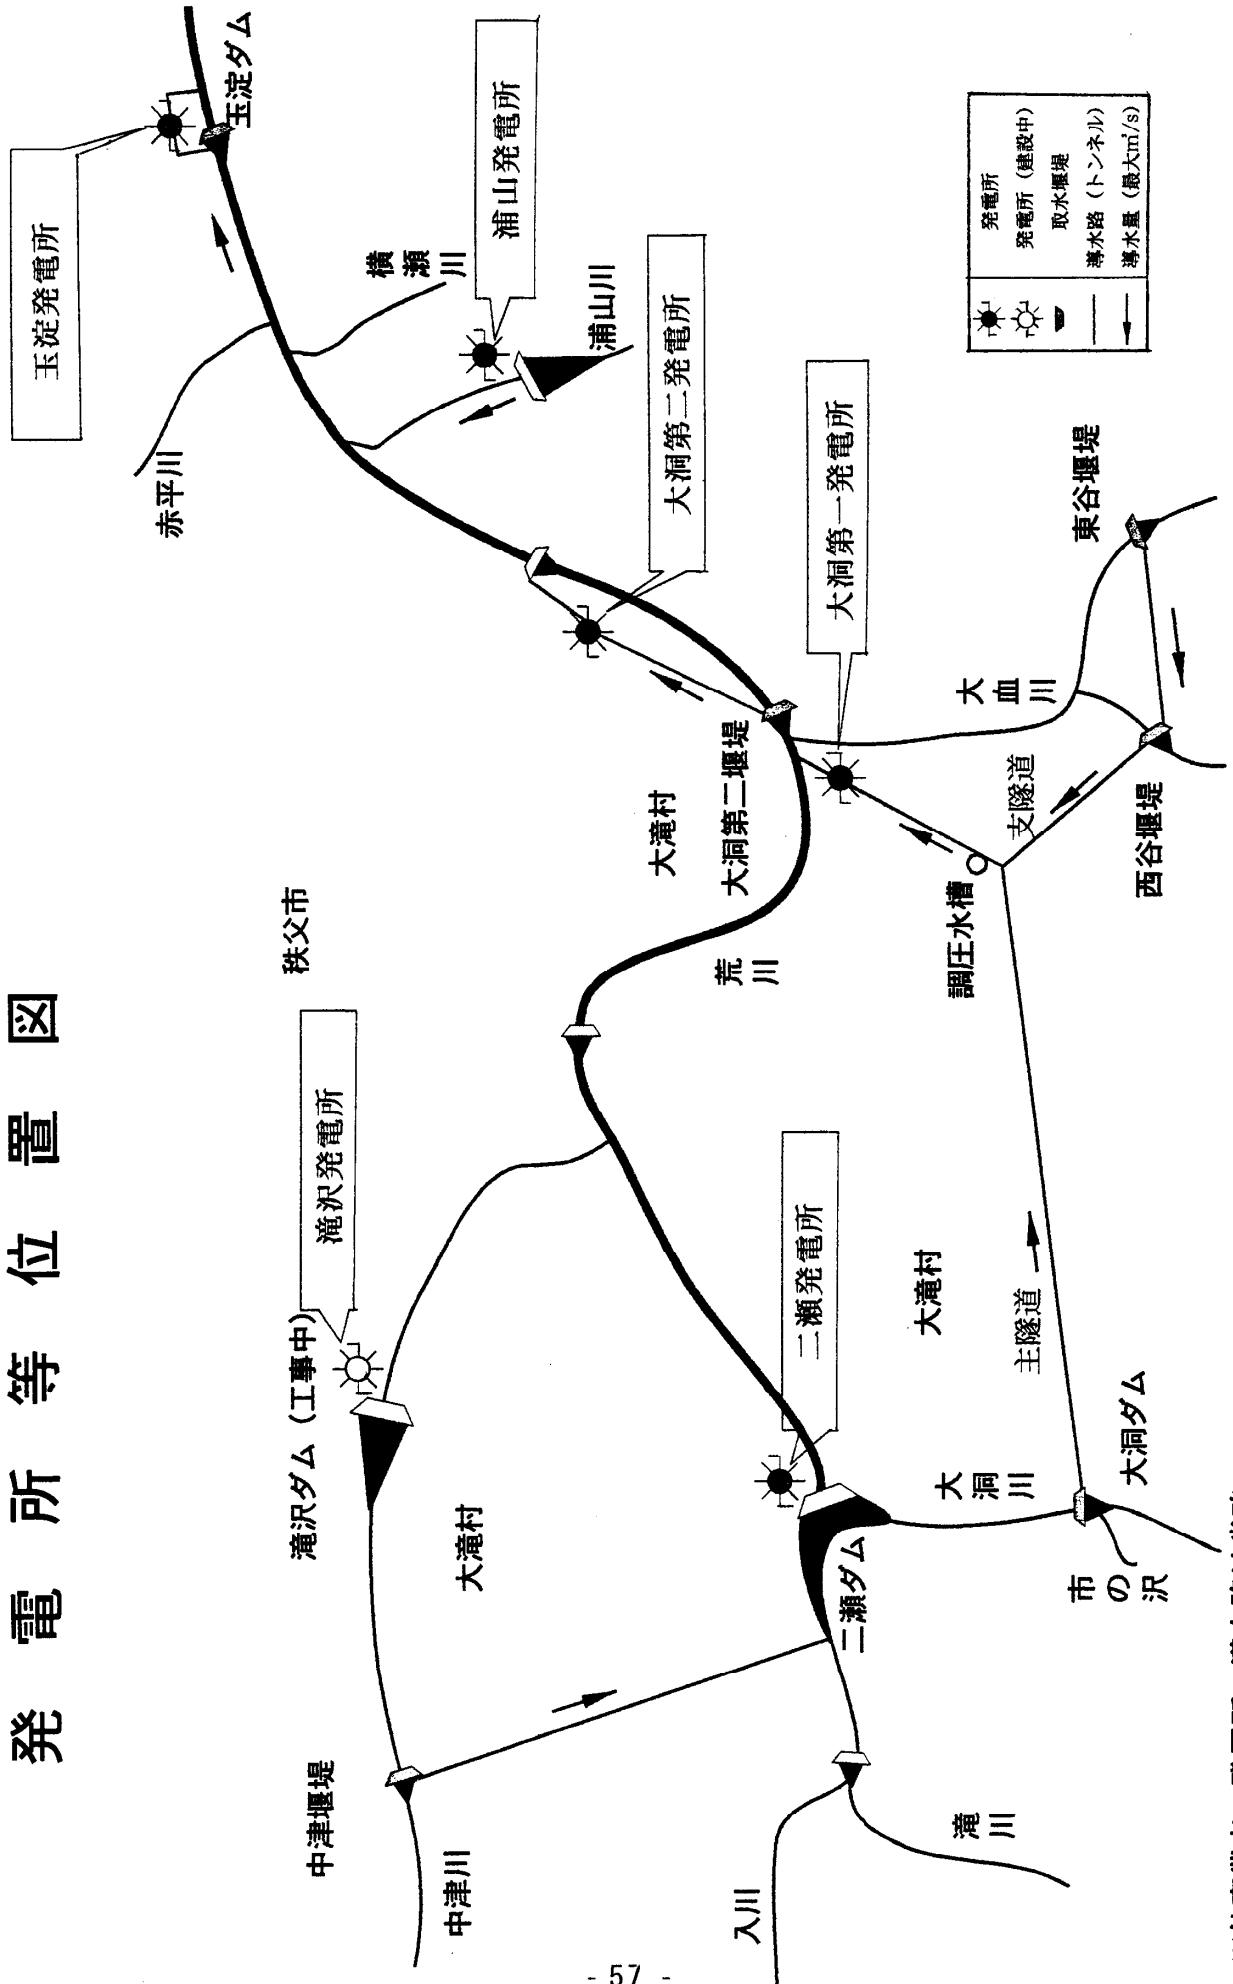 発電所等位置図
玉淀発電所
玉淀ダム
浦山発電所
横瀬川
赤平川
浦山川
大洞第二発電所
大洞第一発電所
東谷堰堤
大血川
大洞第二堰堤
大滝村
支隧道
西谷堰堤
調圧水槽
秩父市
荒川
滝沢発電所
滝沢ダム（工事中）
二瀬発電所
大滝村
主隧道
大洞ダム
大洞川
市の沢
大滝村
二瀬ダム
中津堰堤
中津川
滝川
入川
発電所
発電所（建設中）
取水堰堤
導水路（トンネル）
導水量（最大㎥/s）
- 57 -